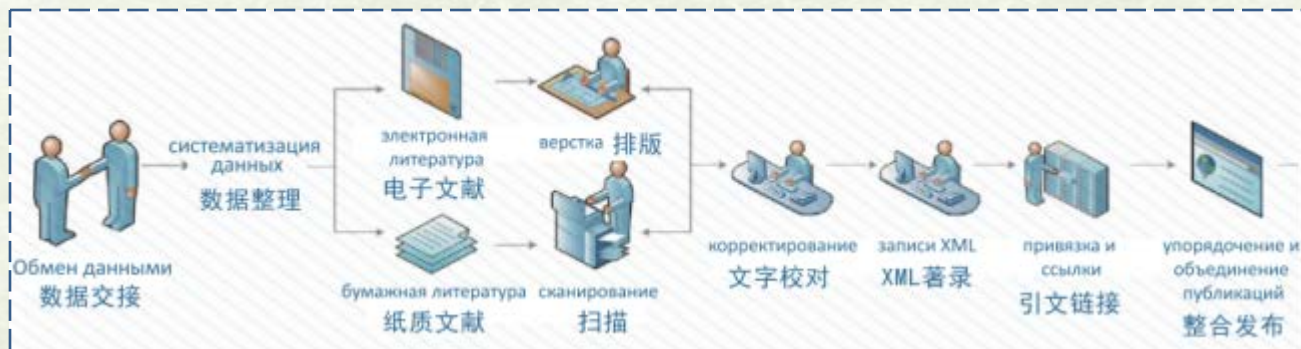 Обмен данными
数据交接
систематизация
данных
数据整理
электронная
литература
电子文献
верстка 排版
бумажная литература
纸质文献
сканирование
扫描
корректирование
文字校对
записи XML
XML著录
привязка и
ссылки
引文链接
упорядочение и
объединение
публикаций
整合发布